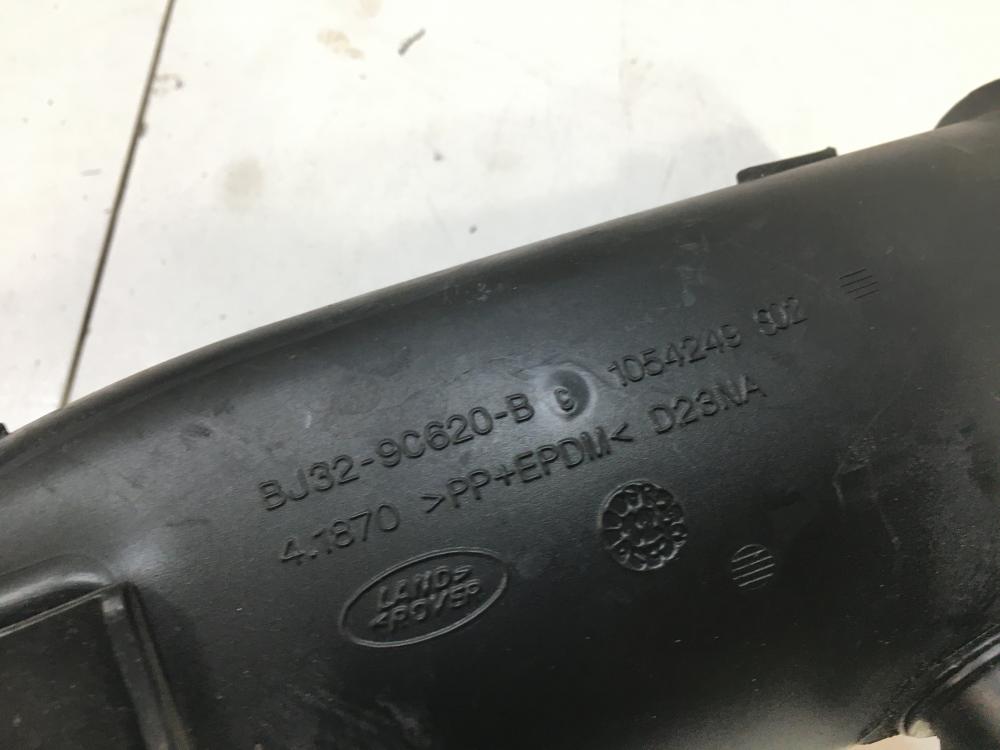 BJ32-9C620-B C 1054249 S02
4.1870 >PP+EPDM< D23NA
LAND
ROVER